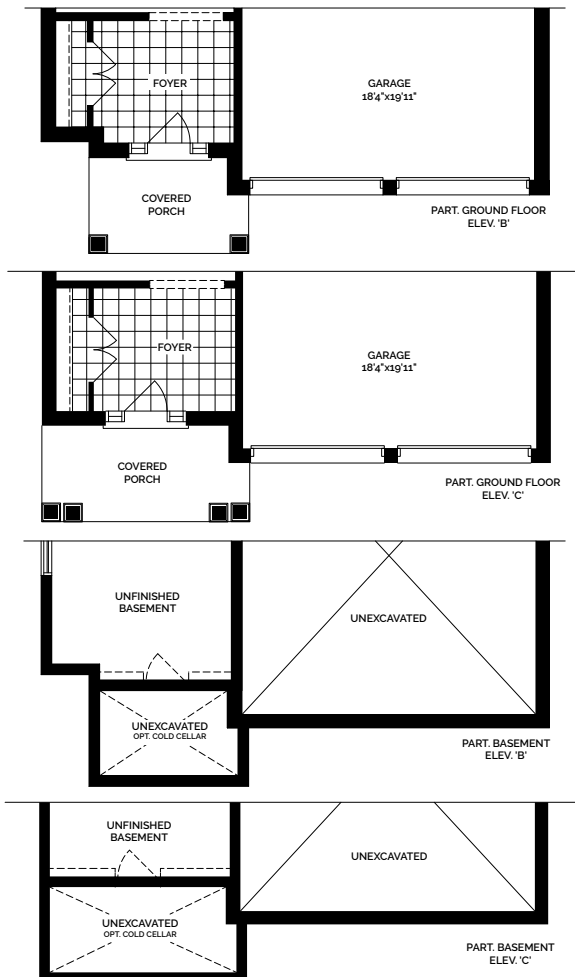 FOYER
GARAGE
18'4"x19'11"
COVERED
PORCH
PART. GROUND FLOOR
ELEV. 'B'
FOYER
GARAGE
18'4"x19'11"
COVERED
PORCH
PART. GROUND FLOOR
ELEV. 'C'
UNFINISHED
BASEMENT
UNEXCAVATED
UNEXCAVATED
OPT. COLD CELLAR
PART. BASEMENT
ELEV. 'B'
UNFINISHED
BASEMENT
UNEXCAVATED
UNEXCAVATED
OPT. COLD CELLAR
PART. BASEMENT
ELEV. 'C'